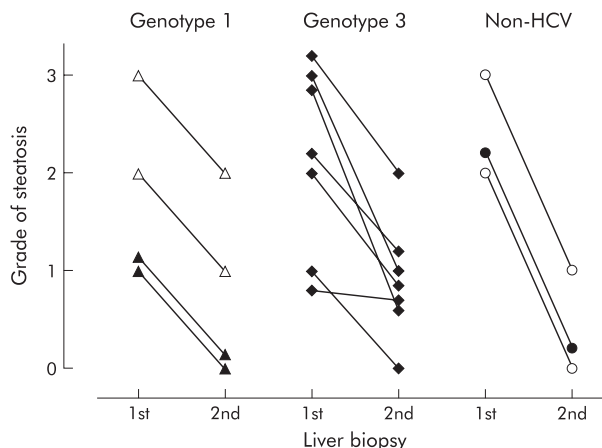 Genotype 1 Genotype 3 Non-HCV
Grade of steatosis
3
2
1
0
1st 2nd 1st 2nd 1st 2nd
Liver biopsy